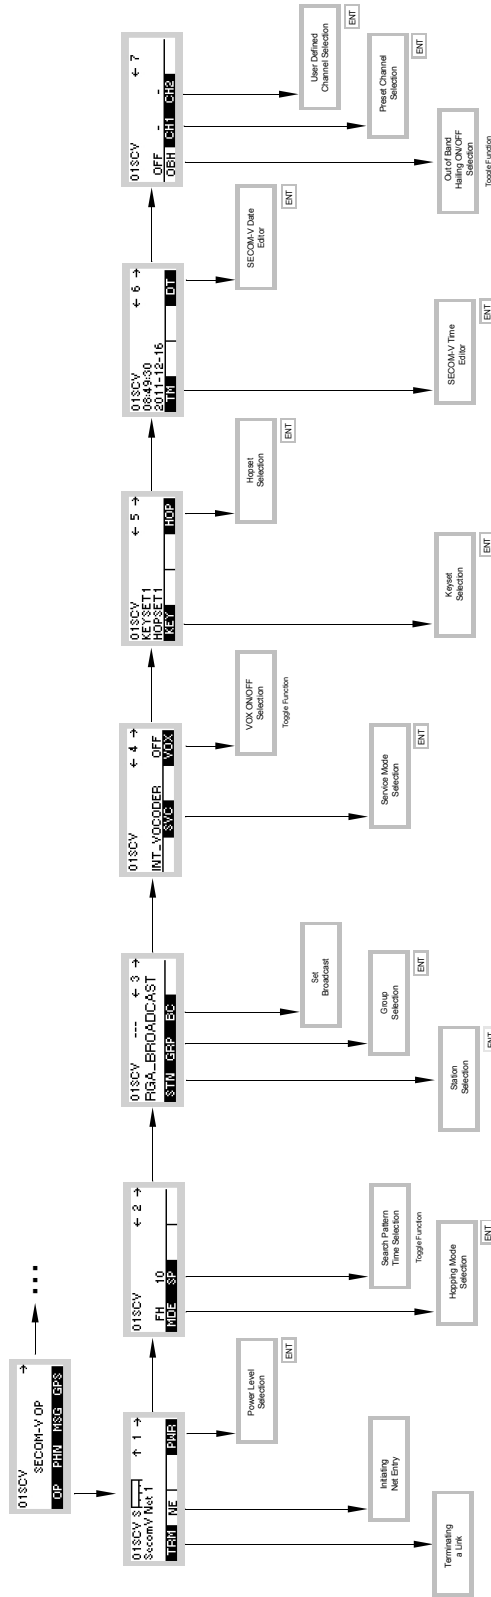 01SCV →
SECOM-V OP
OP PHN MSG GPS
...
01SCV S ↑ 1 →
SecomV Net 1
TRM NE PWR
Terminating
a Link
Initiating
Net Entry
Power Level
Selection
ENT
01SCV ← 2 →
FH 10
MDE SP
Hopping Mode
Selection
ENT
Search Pattern
Time Selection
Toggle Function
01SCV --- ← 3 →
RGA_BROADCAST
STN GRP BC
Station
Selection
ENT
Group
Selection
ENT
Set
Broadcast
01SCV ← 4 →
INT_VOCODER OFF
SVC VOX
Service Mode
Selection
ENT
VOX ON/OFF
Selection
Toggle Function
01SCV ← 5 →
KEYSET1
HOPSET1
KEY HOP
Keyset
Selection
ENT
Hopset
Selection
ENT
01SCV ← 6 →
08:49:30
2011-12-16
TM DT
SECOM-V Time
Editor
ENT
SECOM-V Date
Editor
ENT
01SCV ← 7
OFF - -
OBH CH1 CH2
Out of Band
Hailing ON/OFF
Selection
Toggle Function
Preset Channel
Selection
ENT
User Defined
Channel Selection
ENT